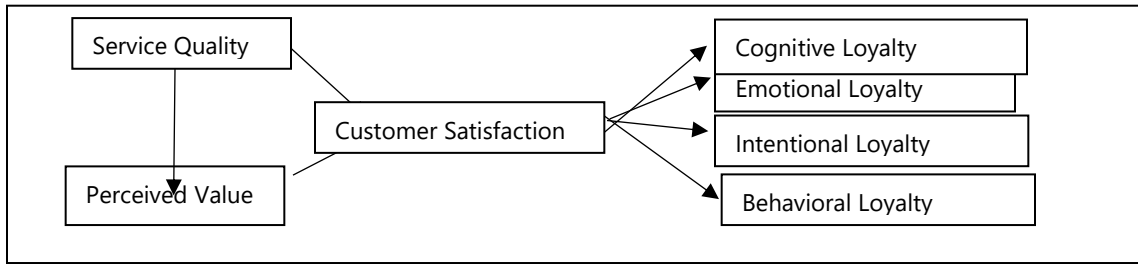 Service Quality
Perceived Value
Customer Satisfaction
Cognitive Loyalty
Emotional Loyalty
Intentional Loyalty
Behavioral Loyalty